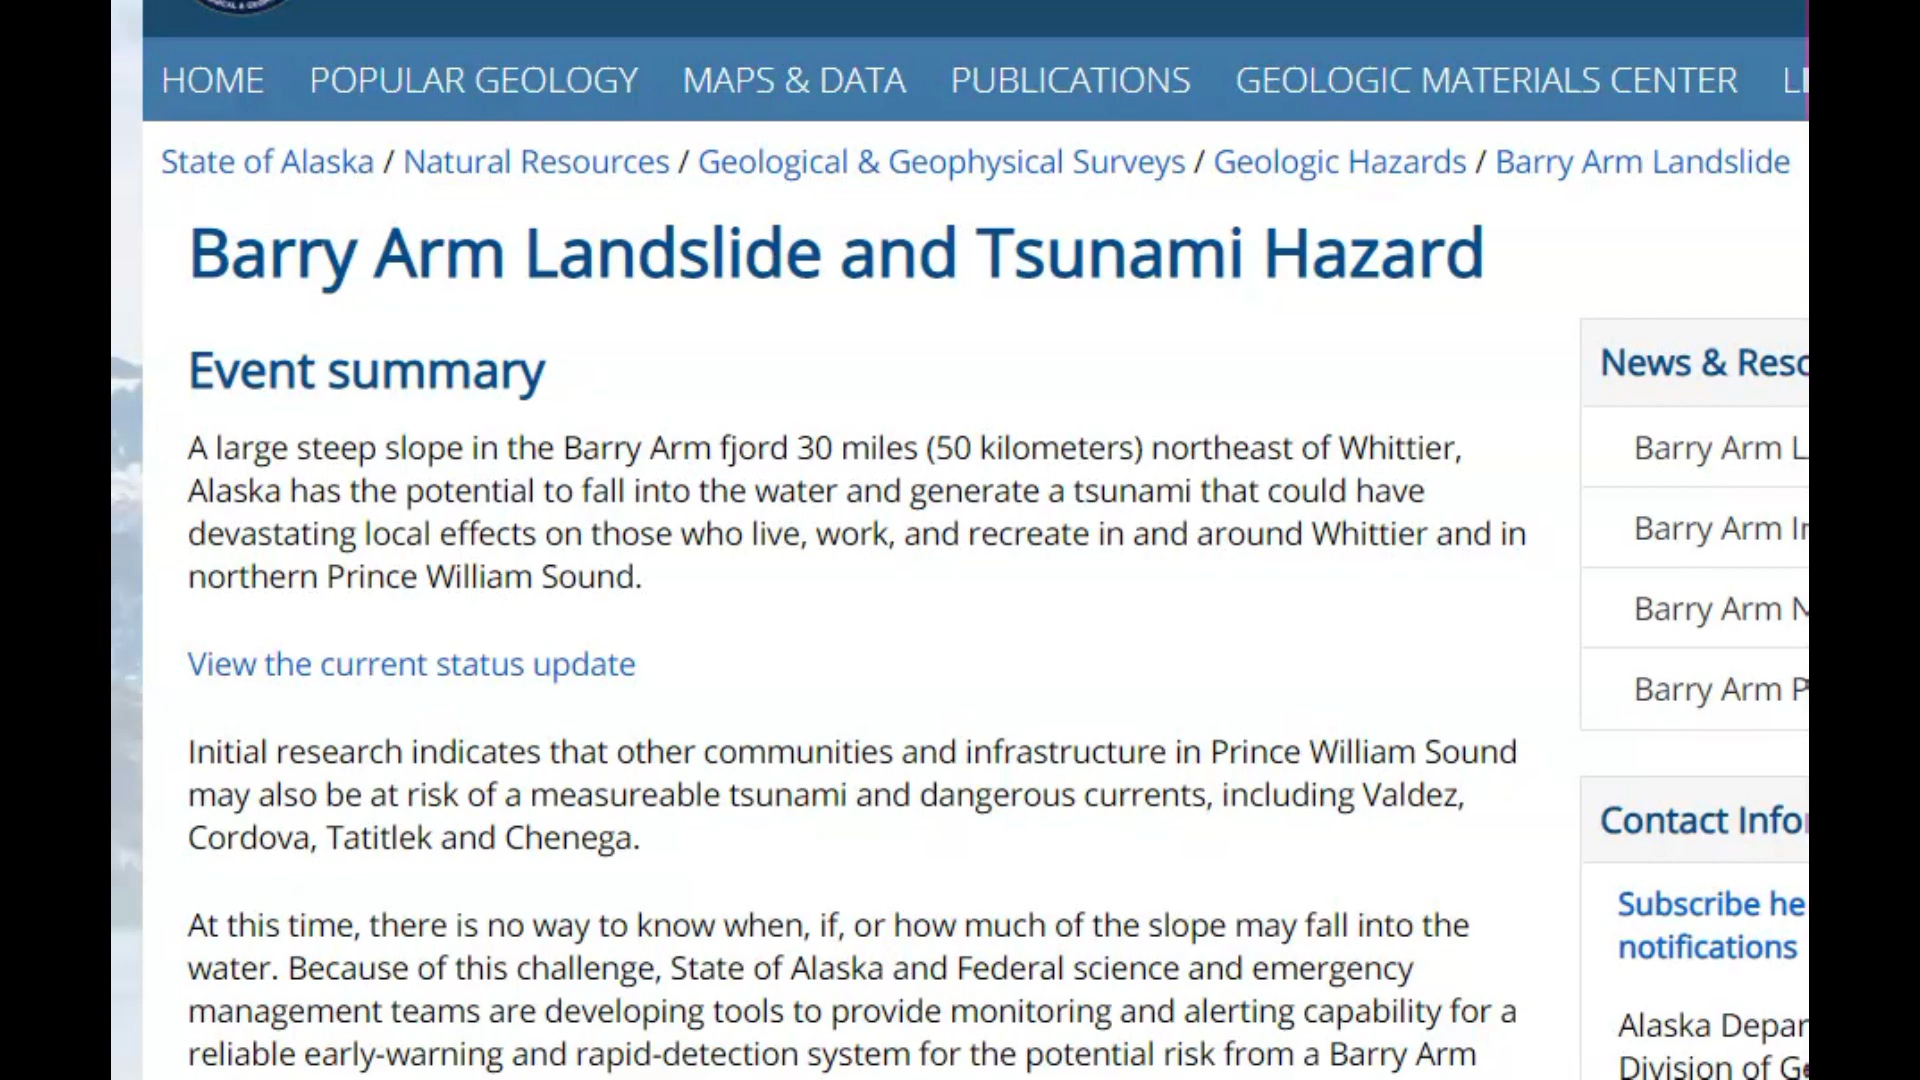 HOME POPULAR GEOLOGY MAPS & DATA PUBLICATIONS GEOLOGIC MATERIALS CENTER
State of Alaska / Natural Resources / Geological & Geophysical Surveys / Geologic Hazards / Barry Arm Landslide
Barry Arm Landslide and Tsunami Hazard
Event summary
A large steep slope in the Barry Arm fjord 30 miles (50 kilometers) northeast of Whittier,
Alaska has the potential to fall into the water and generate a tsunami that could have
devastating local effects on those who live, work, and recreate in and around Whittier and in
northern Prince William Sound.
View the current status update
Initial research indicates that other communities and infrastructure in Prince William Sound
may also be at risk of a measureable tsunami and dangerous currents, including Valdez,
Cordova, Tatitlek and Chenega.
At this time, there is no way to know when, if, or how much of the slope may fall into the
water. Because of this challenge, State of Alaska and Federal science and emergency
management teams are developing tools to provide monitoring and alerting capability for a
reliable early-warning and rapid-detection system for the potential risk from a Barry Arm
News & Reso
Barry Arm L
Barry Arm
Barry Arm
Barry Arm P
Contact Infor
Subscribe he
notifications
Alaska Depar
Division of Ge